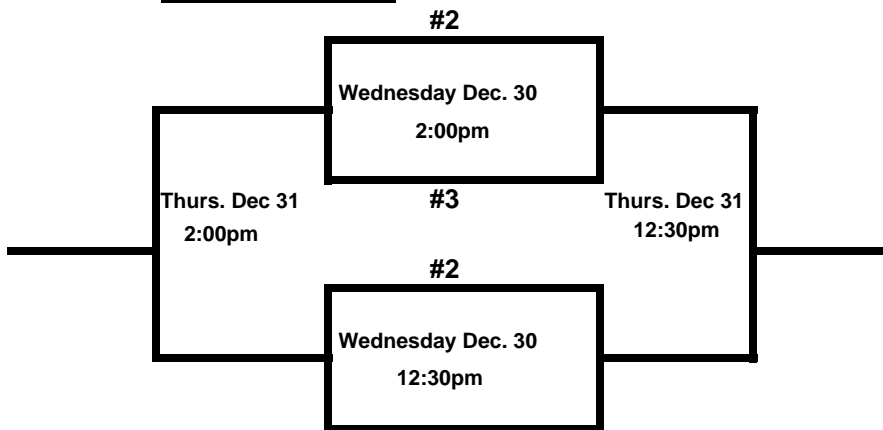 #2
Wednesday Dec. 30
2:00pm
#3
Thurs. Dec 31
2:00pm
Thurs. Dec 31
12:30pm
#2
Wednesday Dec. 30
12:30pm